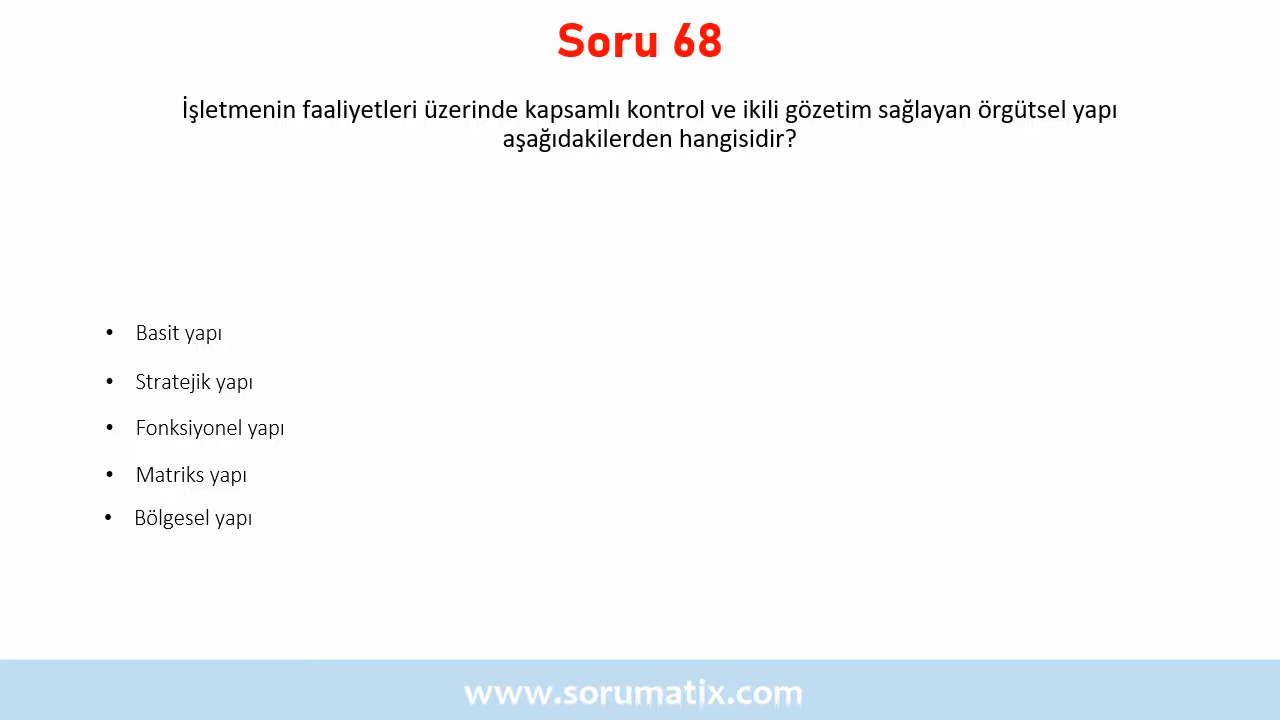 Soru 68
İşletmenin faaliyetleri üzerinde kapsamlı kontrol ve ikili gözetim sağlayan örgütsel yapı
aşağıdakilerden hangisidir?
• Basit yapı
• Stratejik yapı
• Fonksiyonel yapı
• Matriks yapı
• Bölgesel yapı
www.sorumatix.com